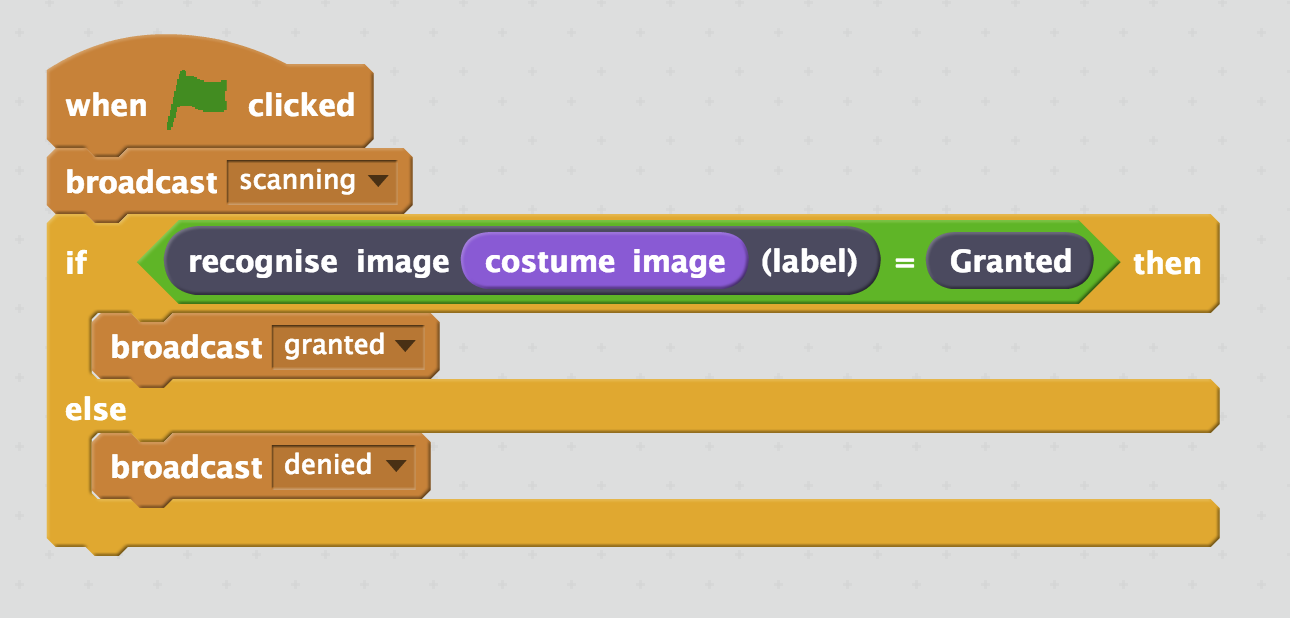 when clicked
broadcast scanning
if recognise image costume image (label) = Granted then
broadcast granted
else
broadcast denied